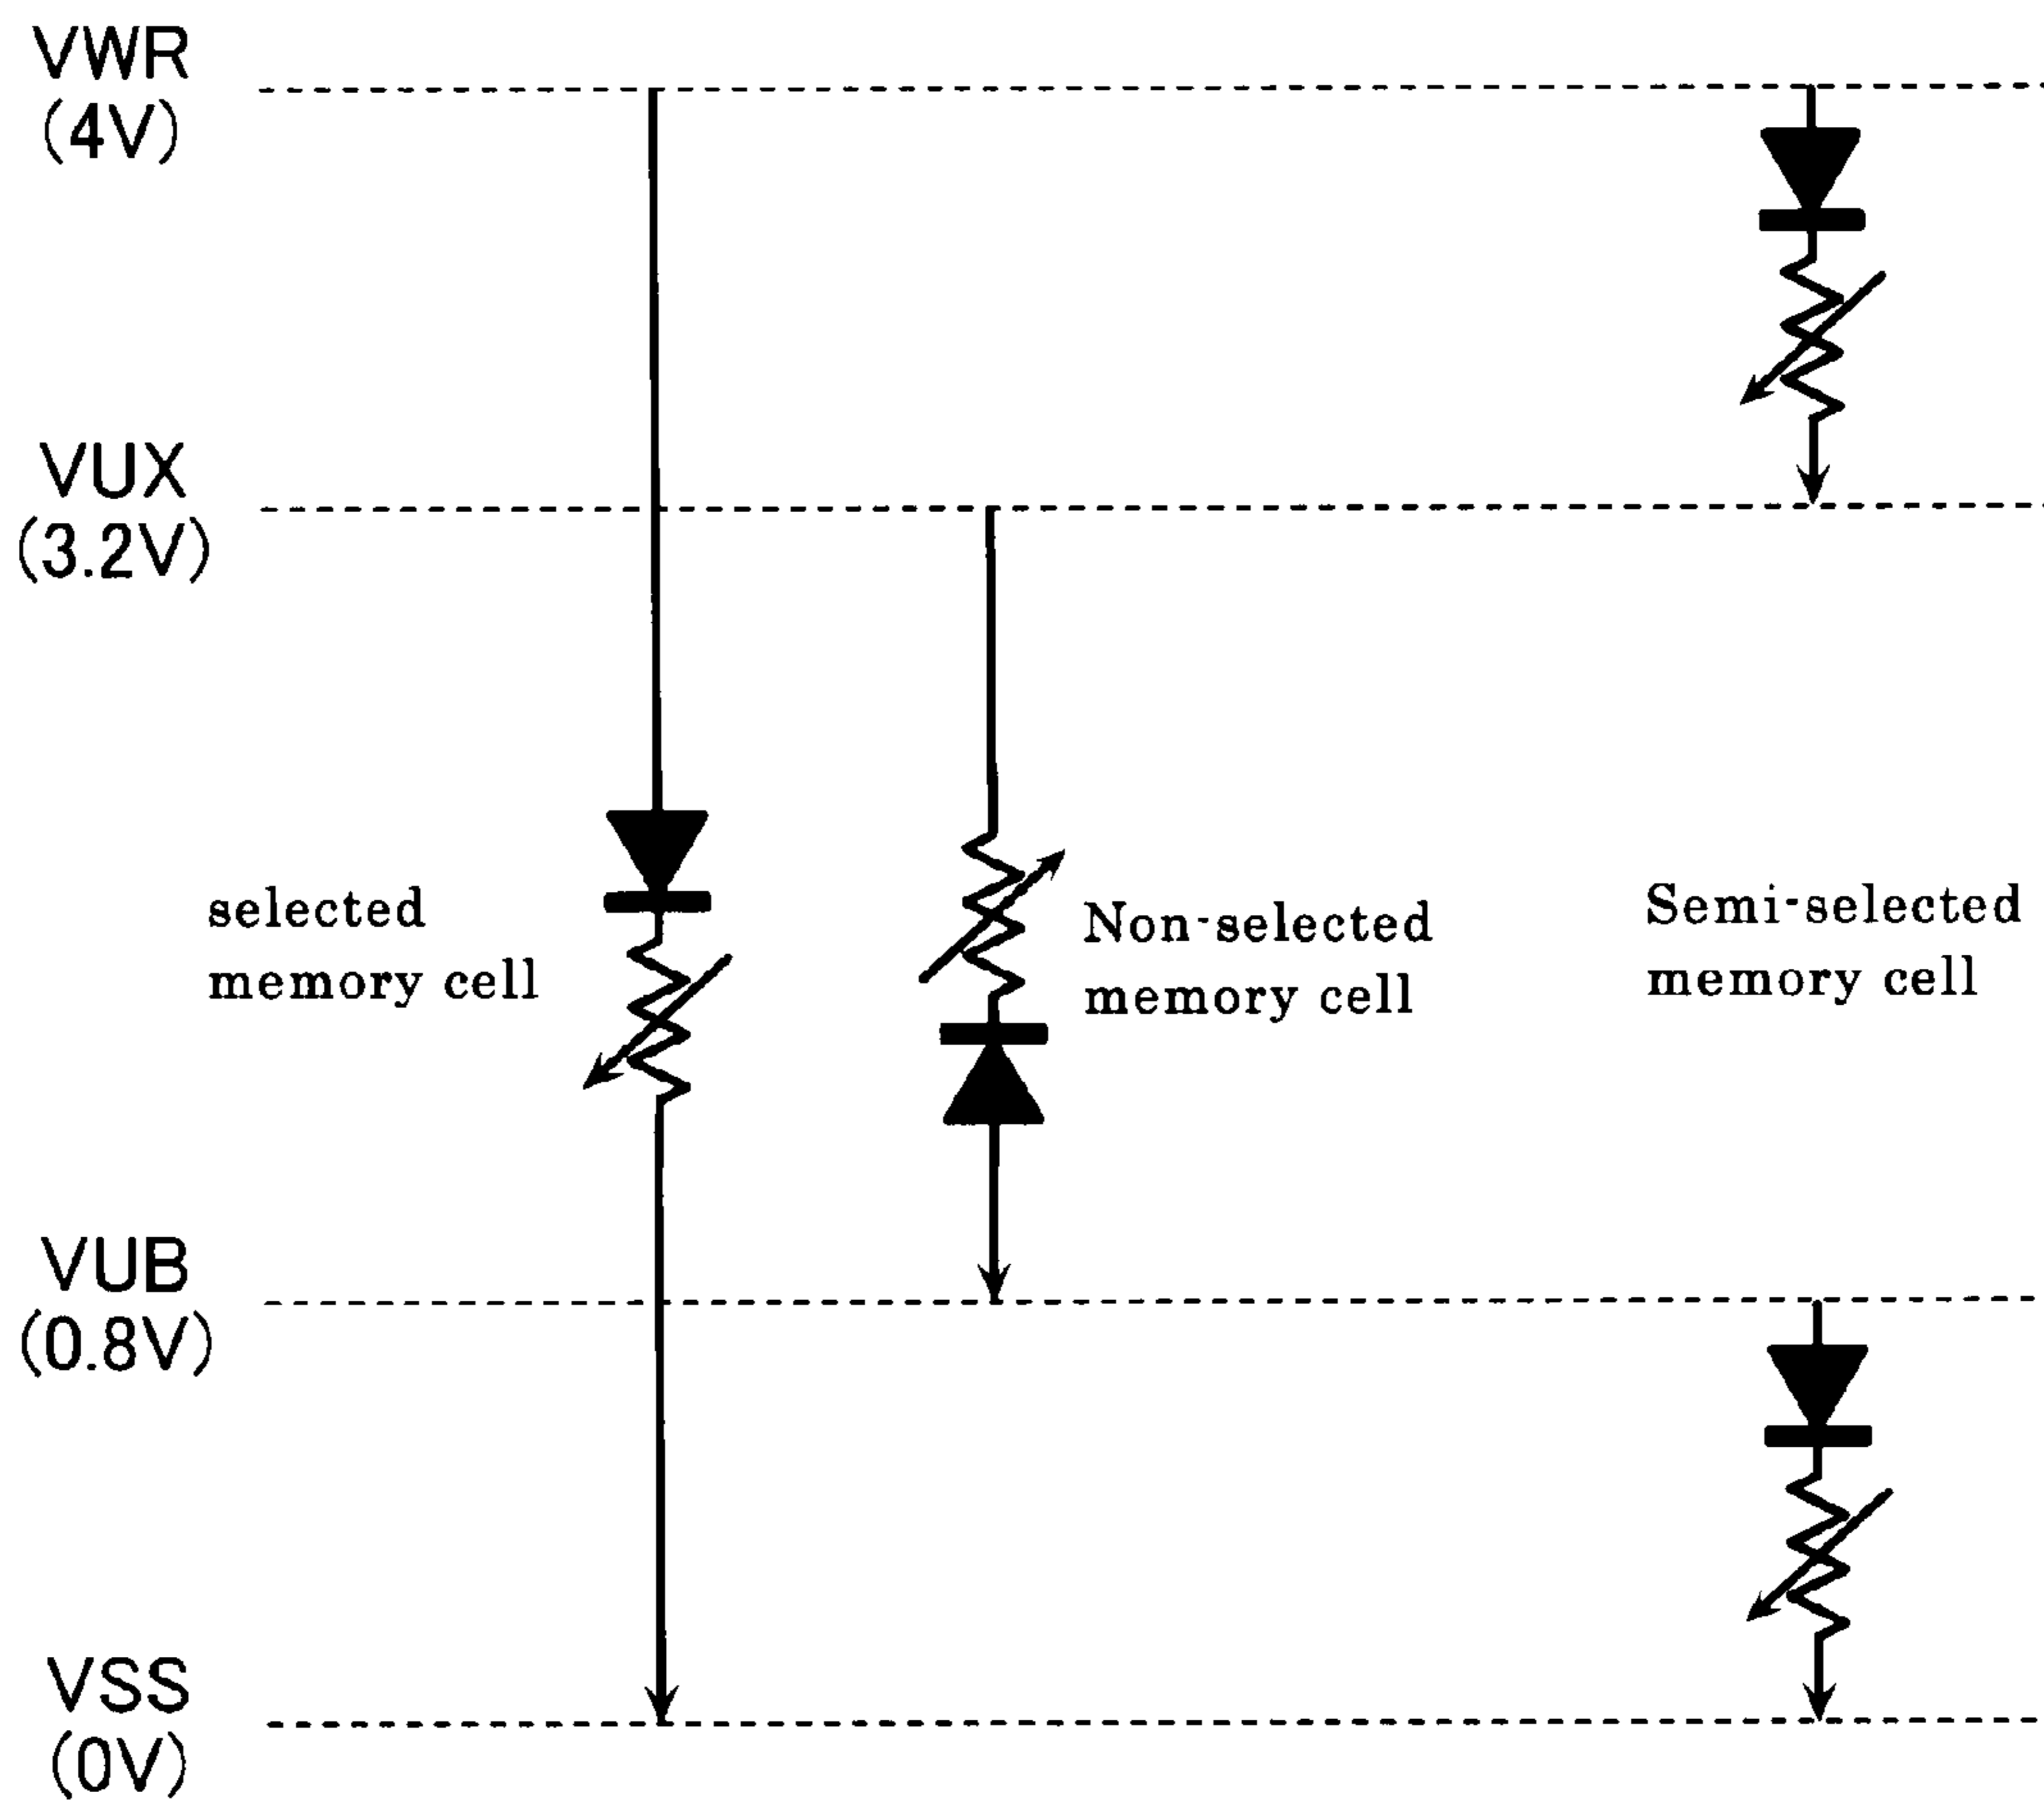 VWR
(4V)
VUX
(3.2V)
selected
memory cell
Non-selected
memory cell
Semi-selected
memory cell
VUB
(0.8V)
VSS
(0V)